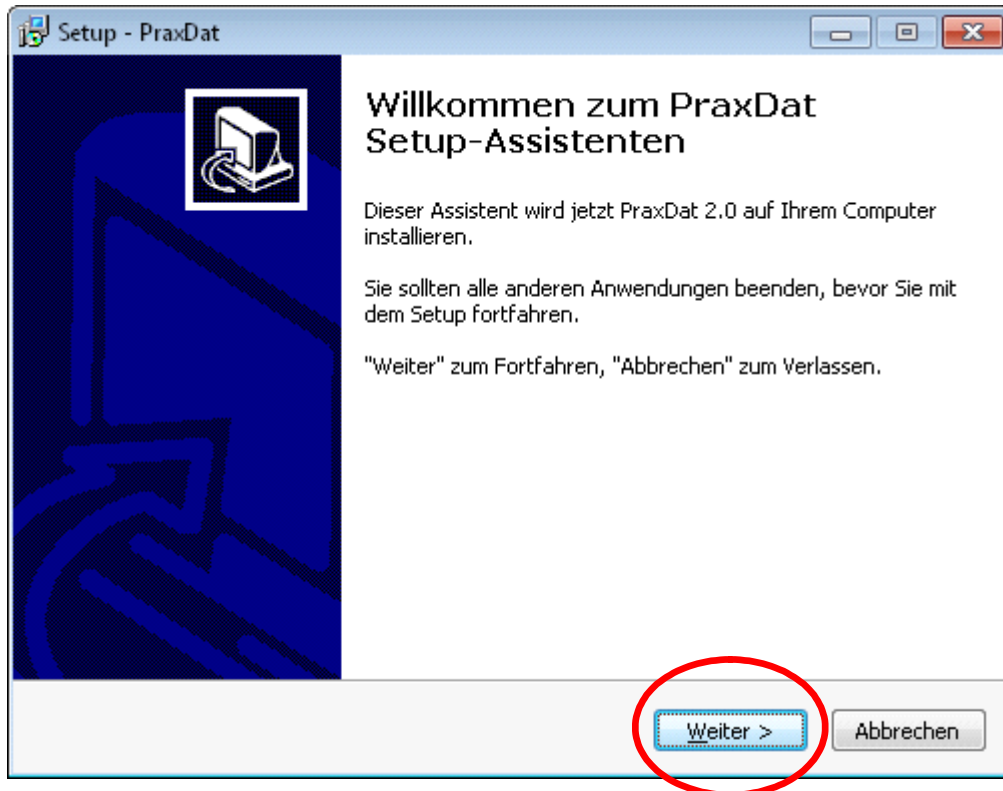 Setup - PraxDat
Willkommen zum PraxDat
Setup-Assistenten
Dieser Assistent wird jetzt PraxDat 2.0 auf Ihrem Computer
installieren.
Sie sollten alle anderen Anwendungen beenden, bevor Sie mit
dem Setup fortfahren.
"Weiter" zum Fortfahren, "Abbrechen" zum Verlassen.
Weiter >
Abbrechen